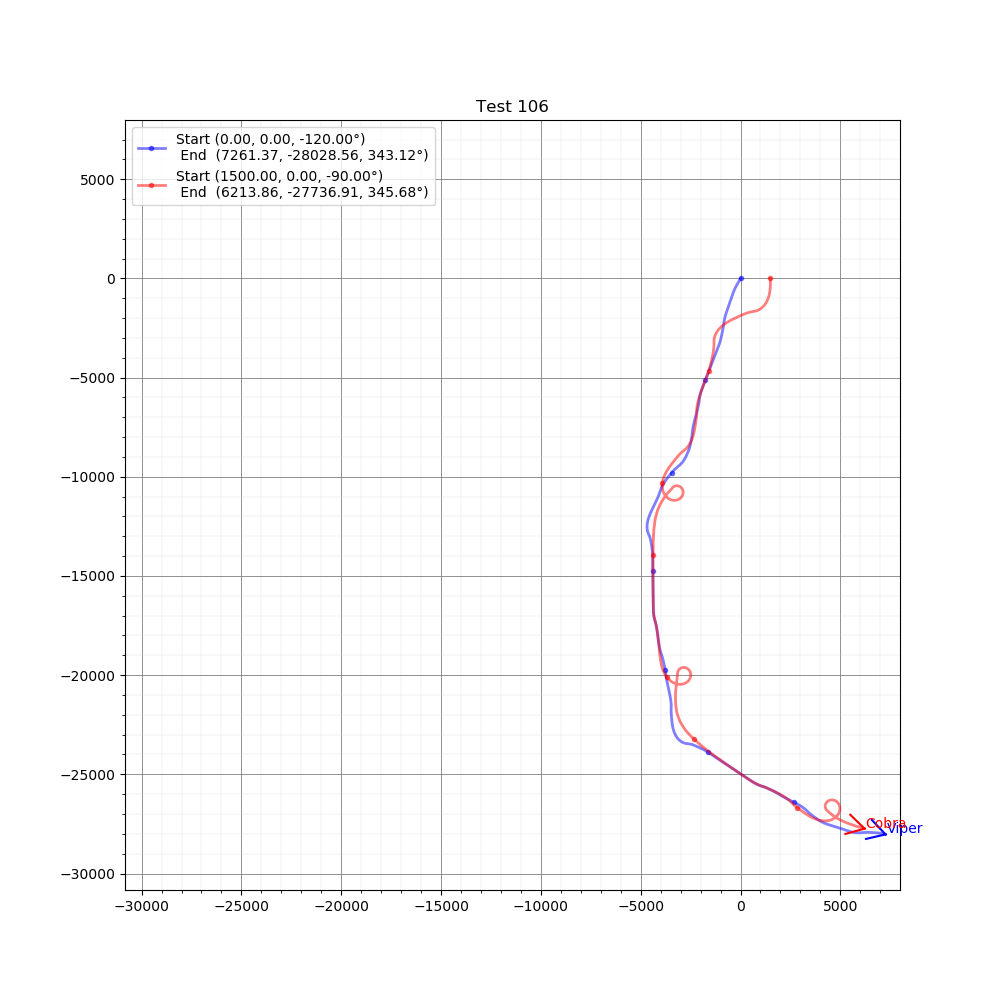 Test 106
Start (0.00, 0.00, -120.00°)
End  (7261.37, -28028.56, 343.12°)
Start (1500.00, 0.00, -90.00°)
End  (6213.86, -27736.91, 345.68°)
5000
0
−5000
−10000
−15000
−20000
−25000
−30000
Cobra
Viper
−30000 −25000 −20000 −15000 −10000 −5000 0 5000